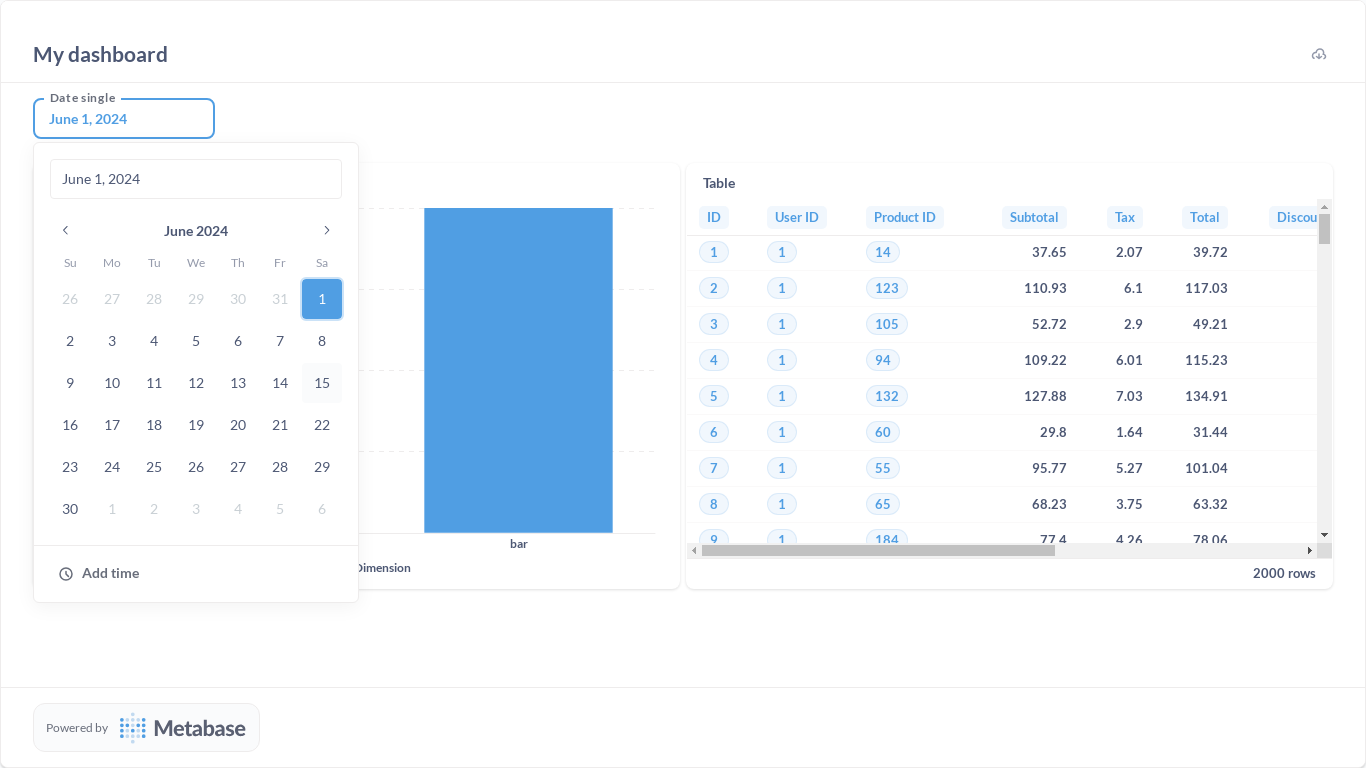 My dashboard
Date single
June 1, 2024
June 1, 2024
June 2024
Su Mo Tu We Th Fr Sa
26 27 28 29 30 31 1
2 3 4 5 6 7 8
9 10 11 12 13 14 15
16 17 18 19 20 21 22
23 24 25 26 27 28 29
30 1 2 3 4 5 6
Add time
bar
Dimension
Table
ID User ID Product ID Subtotal Tax Total Discou
1 1 14 37.65 2.07 39.72
2 1 123 110.93 6.1 117.03
3 1 105 52.72 2.9 49.21
4 1 94 109.22 6.01 115.23
5 1 132 127.88 7.03 134.91
6 1 60 29.8 1.64 31.44
7 1 55 95.77 5.27 101.04
8 1 65 68.23 3.75 63.32
9 1 184 77.4 4.26 78.06
2000 rows
Powered by Metabase